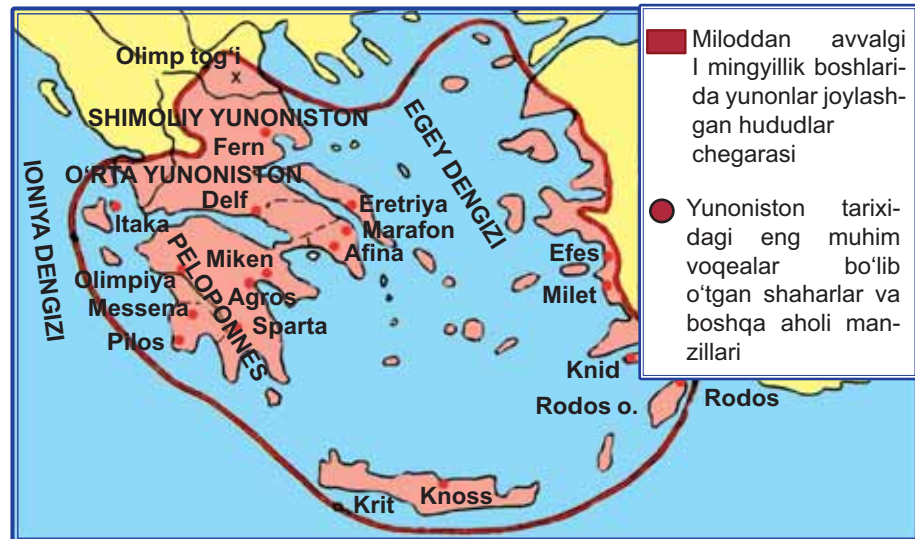 Olimp tog‘i
x
SHIMOLIY YUNONISTON
Fern
O‘RTA YUNONISTON
Delf
Itaka
Eretriya
Marafon
Afina
EGEY DENGIZI
IONIYA DENGIZI
PELOPONNES
Miken
Olimpiya
Agros
Messena
Sparta
Pilos
Efes
Milet
Knid
Rodos o.
Rodos
Krit
Knoss
Miloddan avvalgi
I mingyillik boshlari-
da yunonlar joylash-
gan hududlar
chegarasi
Yunoniston tarixi-
dagi eng muhim
voqealar bo‘lib
o‘tgan shaharlar va
boshqa aholi man-
zillari